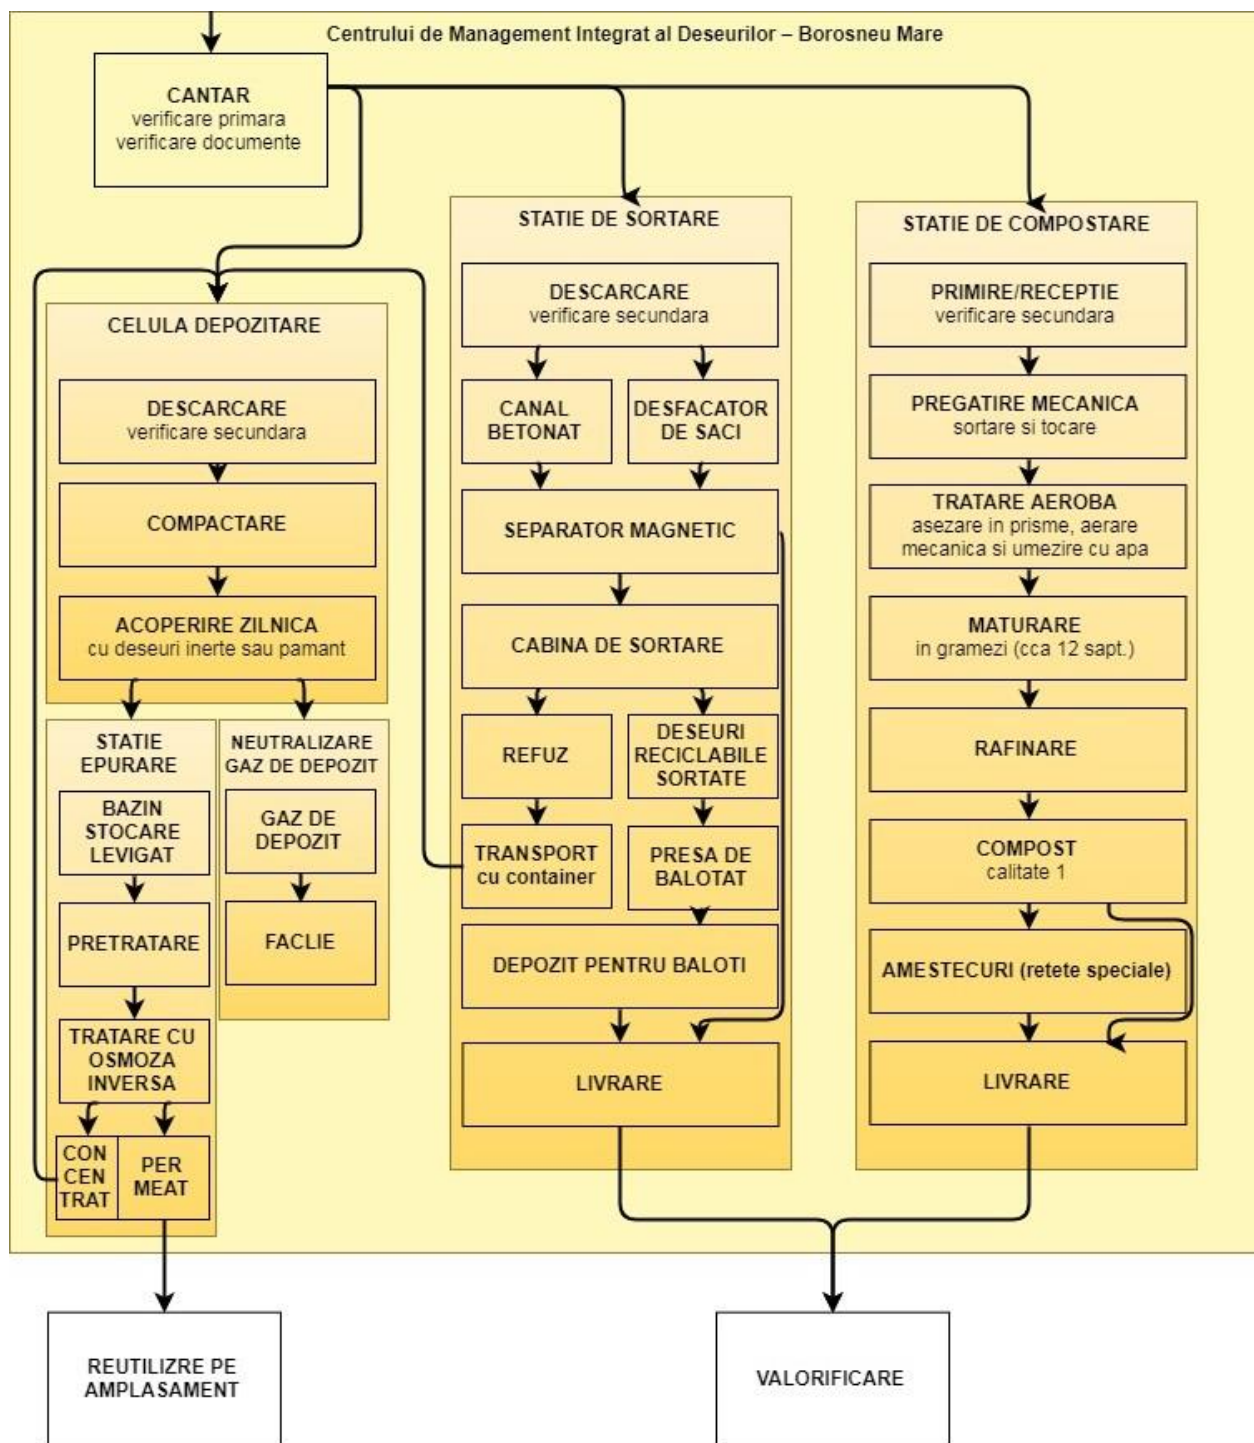 Centrului de Management Integrat al Deseurilor – Borosneu Mare
CANTAR
verificare primara
verificare documente
CELULA DEPOZITARE
DESCARCARE
verificare secundara
COMPACTARE
ACOPERIRE ZILNICA
cu deseuri inerte sau pamant
STATIE
EPURARE
BAZIN
STOCARE
LEVIGAT
PRETRATARE
TRATARE CU
OSMOZA
INVERSA
CON
CEN
TRAT
PER
MEAT
NEUTRALIZARE
GAZ DE DEPOZIT
GAZ DE
DEPOZIT
FACLIE
STATIE DE SORTARE
DESCARCARE
verificare secundara
CANAL
BETONAT
DESFACATOR
DE SACI
SEPARATOR MAGNETIC
CABINA DE SORTARE
REFUZ
DESEURI
RECICLABILE
SORTATE
TRANSPORT
cu container
PRESA DE
BALOTAT
DEPOZIT PENTRU BALOTI
LIVRARE
STATIE DE COMPOSTARE
PRIMIRE/RECEPTIE
verificare secundara
PREGATIRE MECANICA
sortare si tocare
TRATARE AEROBA
asezare in prisme, aerare
mecanica si umezire cu apa
MATURARE
in gramezi (cca 12 sapt.)
RAFINARE
COMPOST
calitate 1
AMESTECURI (retete speciale)
LIVRARE
REUTILIZRE PE
AMPLASAMENT
VALORIFICARE